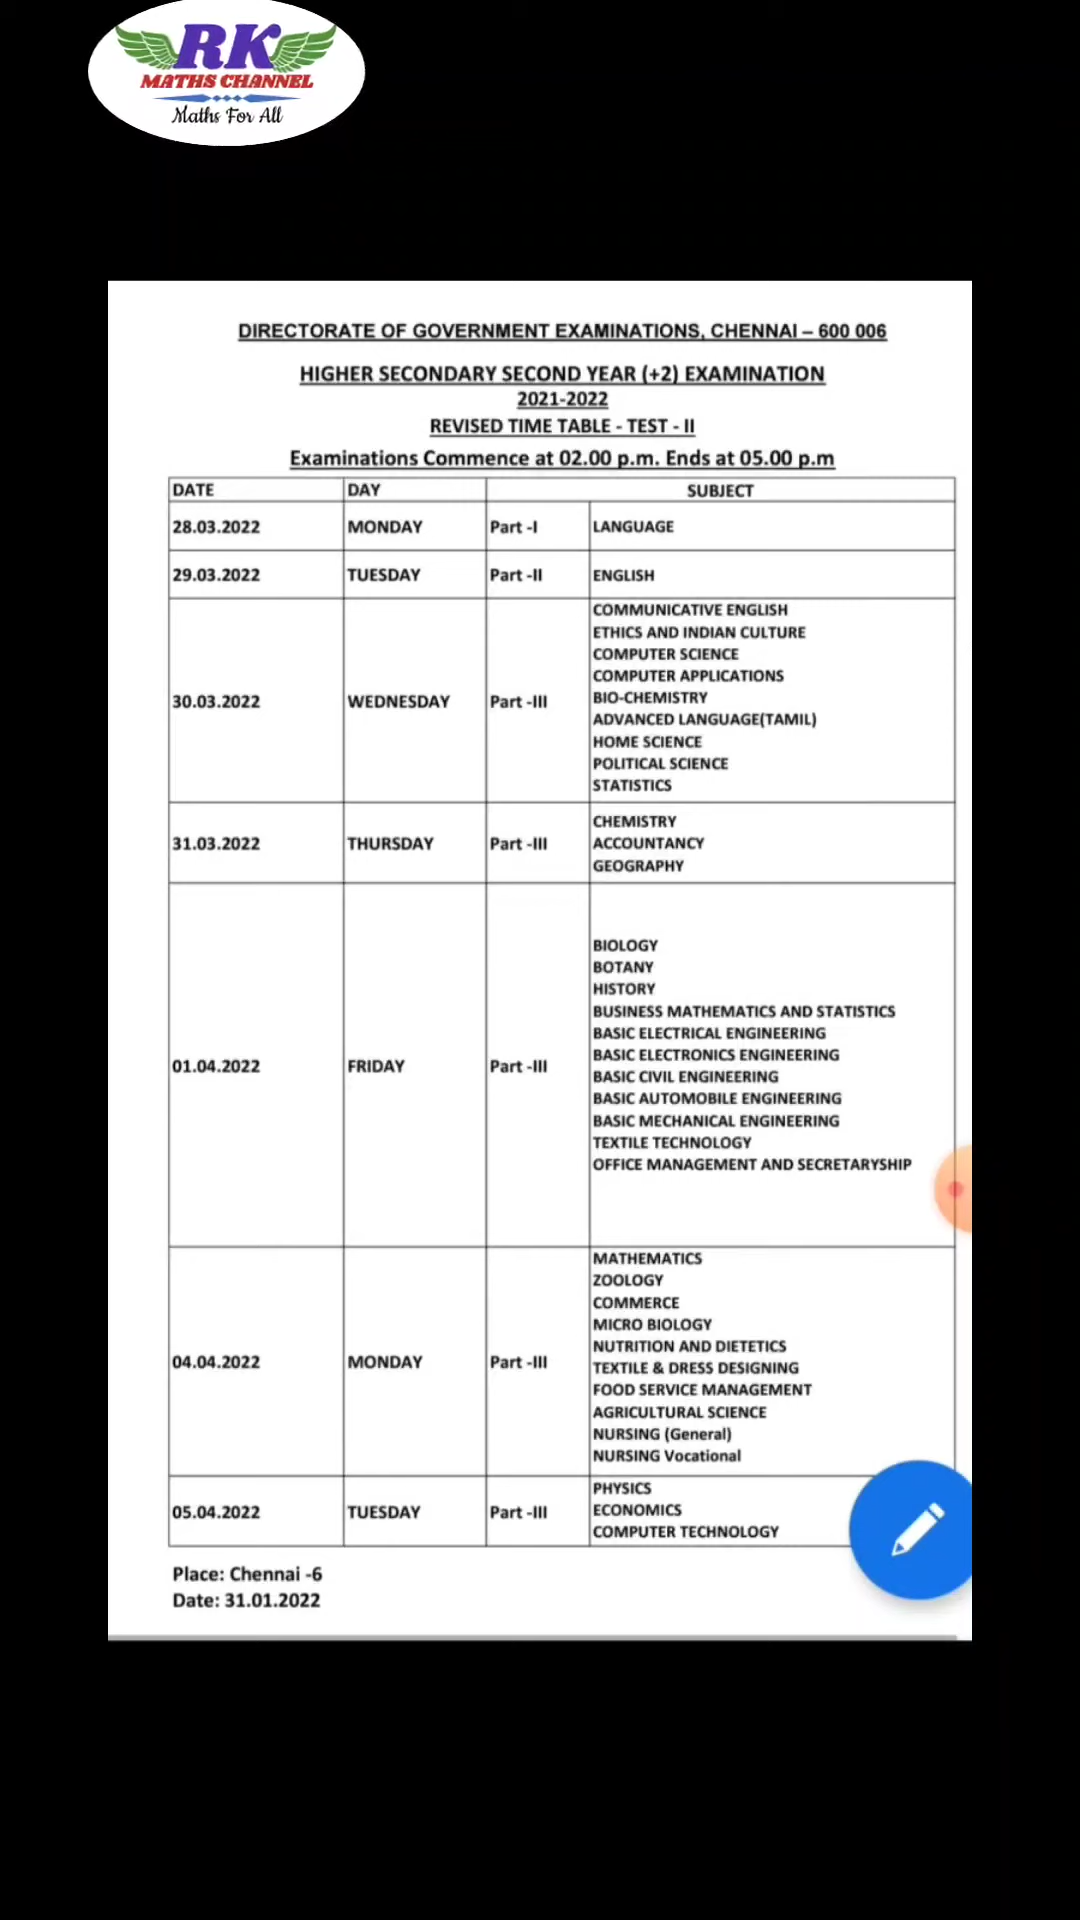 RK
MATHS CHANNEL
Maths For All
DIRECTORATE OF GOVERNMENT EXAMINATIONS, CHENNAI – 600 006
HIGHER SECONDARY SECOND YEAR (+2) EXAMINATION
2021-2022
REVISED TIME TABLE - TEST - II
Examinations Commence at 02.00 p.m. Ends at 05.00 p.m
DATE DAY SUBJECT
28.03.2022 MONDAY Part -I LANGUAGE
29.03.2022 TUESDAY Part -II ENGLISH
30.03.2022 WEDNESDAY Part -III
COMMUNICATIVE ENGLISH
ETHICS AND INDIAN CULTURE
COMPUTER SCIENCE
COMPUTER APPLICATIONS
BIO-CHEMISTRY
ADVANCED LANGUAGE(TAMIL)
HOME SCIENCE
POLITICAL SCIENCE
STATISTICS
31.03.2022 THURSDAY Part -III
CHEMISTRY
ACCOUNTANCY
GEOGRAPHY
01.04.2022 FRIDAY Part -III
BIOLOGY
BOTANY
HISTORY
BUSINESS MATHEMATICS AND STATISTICS
BASIC ELECTRICAL ENGINEERING
BASIC ELECTRONICS ENGINEERING
BASIC CIVIL ENGINEERING
BASIC AUTOMOBILE ENGINEERING
BASIC MECHANICAL ENGINEERING
TEXTILE TECHNOLOGY
OFFICE MANAGEMENT AND SECRETARYSHIP
04.04.2022 MONDAY Part -III
MATHEMATICS
ZOOLOGY
COMMERCE
MICRO BIOLOGY
NUTRITION AND DIETETICS
TEXTILE & DRESS DESIGNING
FOOD SERVICE MANAGEMENT
AGRICULTURAL SCIENCE
NURSING (General)
NURSING Vocational
05.04.2022 TUESDAY Part -III
PHYSICS
ECONOMICS
COMPUTER TECHNOLOGY
Place: Chennai -6
Date: 31.01.2022